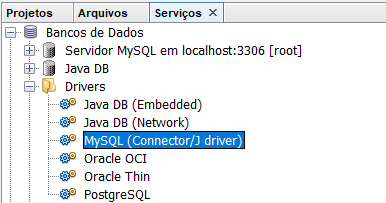 Projetos Arquivos Serviços
Bancos de Dados
Servidor MySQL em localhost:3306 [root]
Java DB
Drivers
Java DB (Embedded)
Java DB (Network)
MySQL (Connector/J driver)
Oracle OCI
Oracle Thin
PostgreSQL